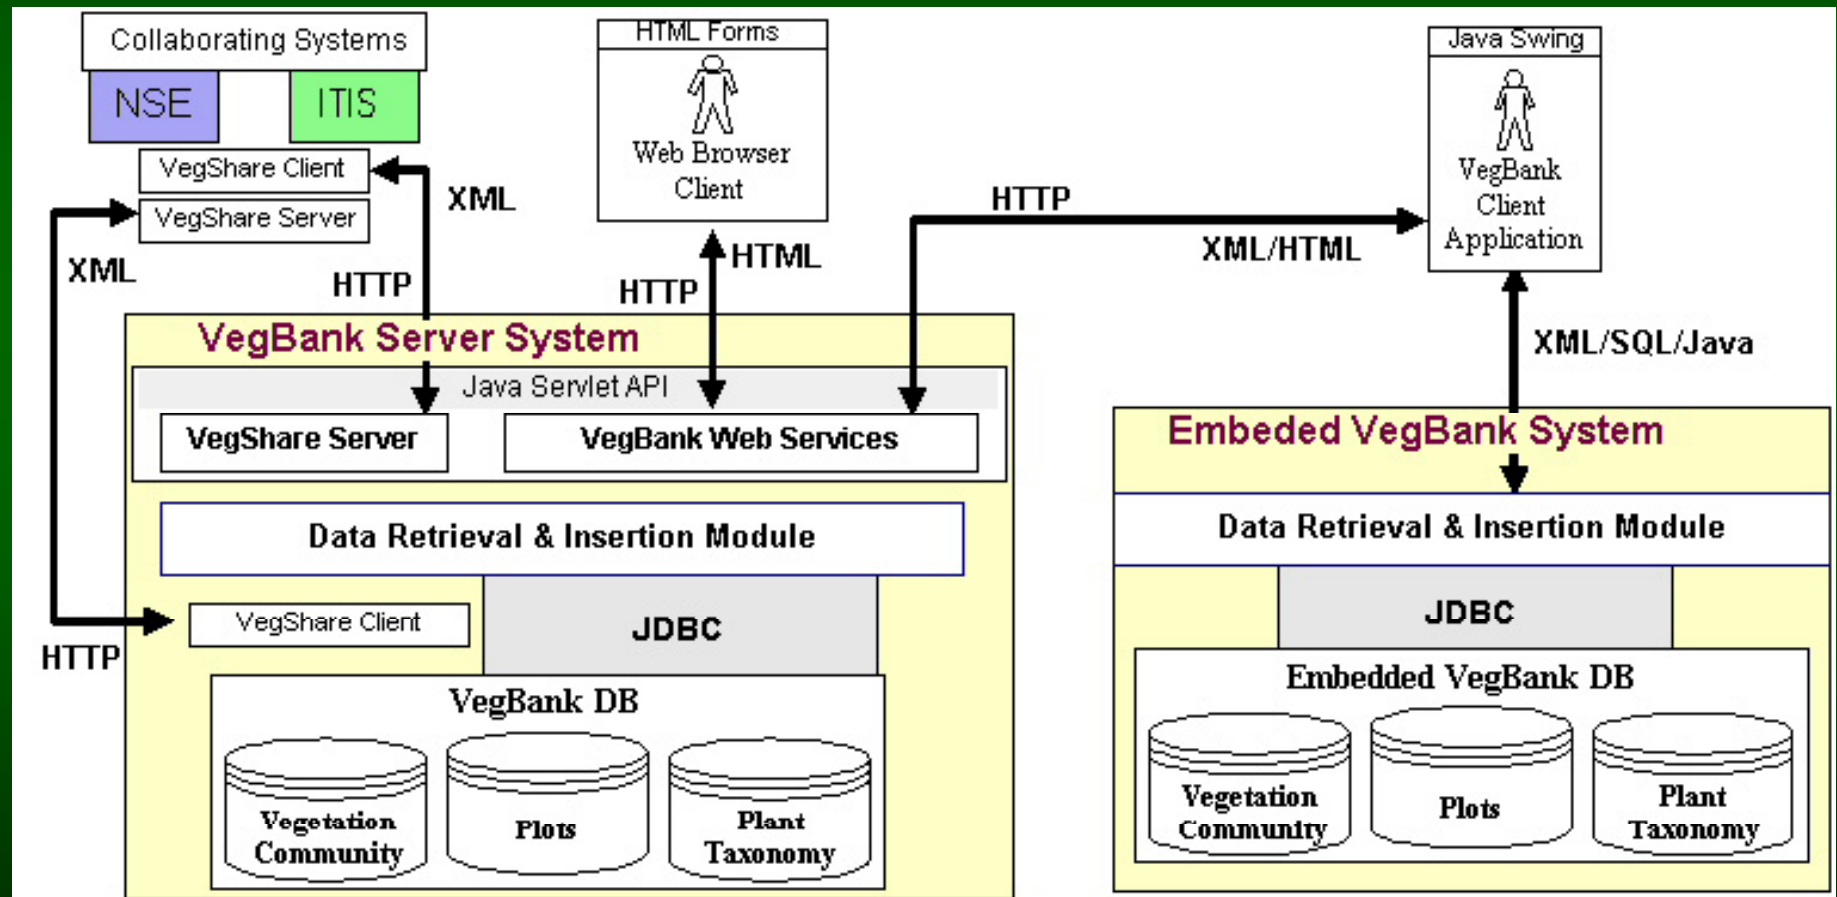 Collaborating Systems
NSE
ITIS
VegShare Client
VegShare Server
XML
XML
HTTP
HTML Forms
Web Browser
Client
HTML
HTTP
HTTP
XML/HTML
Java Swing
VegBank
Client
Application
XML/SQL/Java
VegBank Server System
Java Servlet API
VegShare Server
VegBank Web Services
Data Retrieval & Insertion Module
VegShare Client
HTTP
JDBC
VegBank DB
Vegetation
Community
Plots
Plant
Taxonomy
Embeded VegBank System
Data Retrieval & Insertion Module
JDBC
Embedded VegBank DB
Vegetation
Community
Plots
Plant
Taxonomy